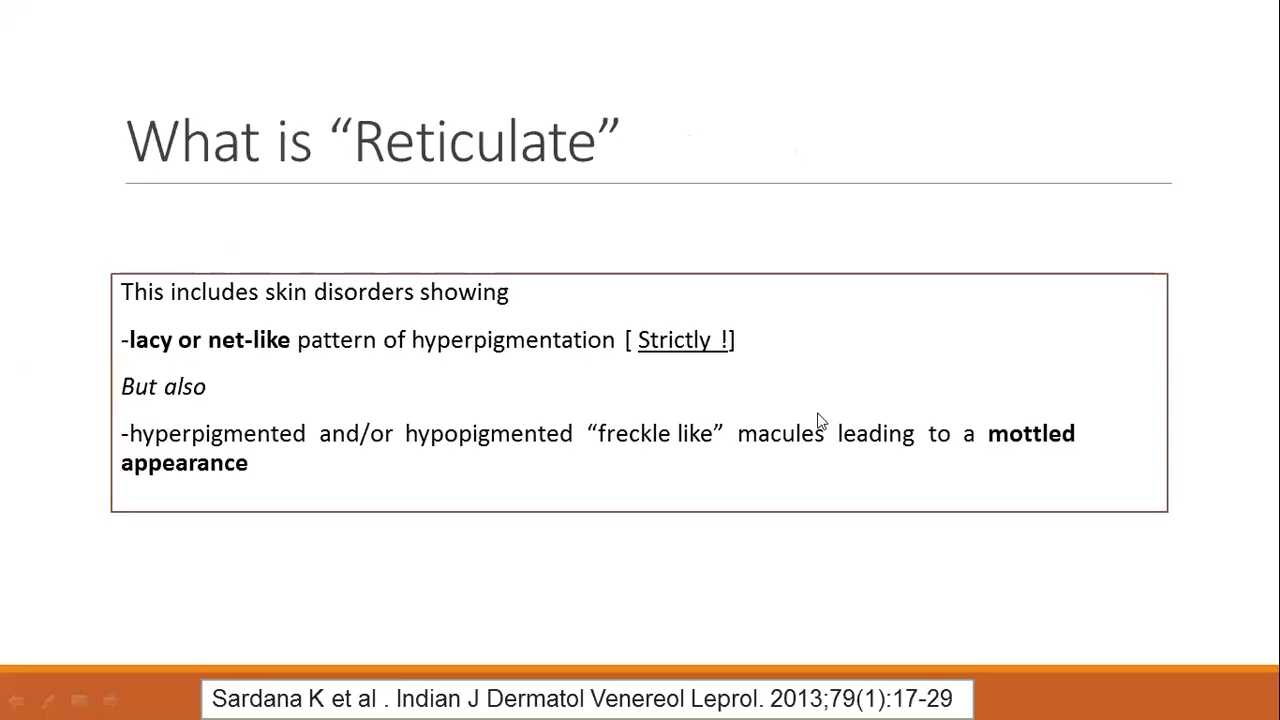 What is “Reticulate”
This includes skin disorders showing
-lacy or net-like pattern of hyperpigmentation [ Strictly !]
But also
-hyperpigmented and/or hypopigmented “freckle like” macules leading to a mottled
appearance
Sardana K et al . Indian J Dermatol Venereol Leprol. 2013;79(1):17-29